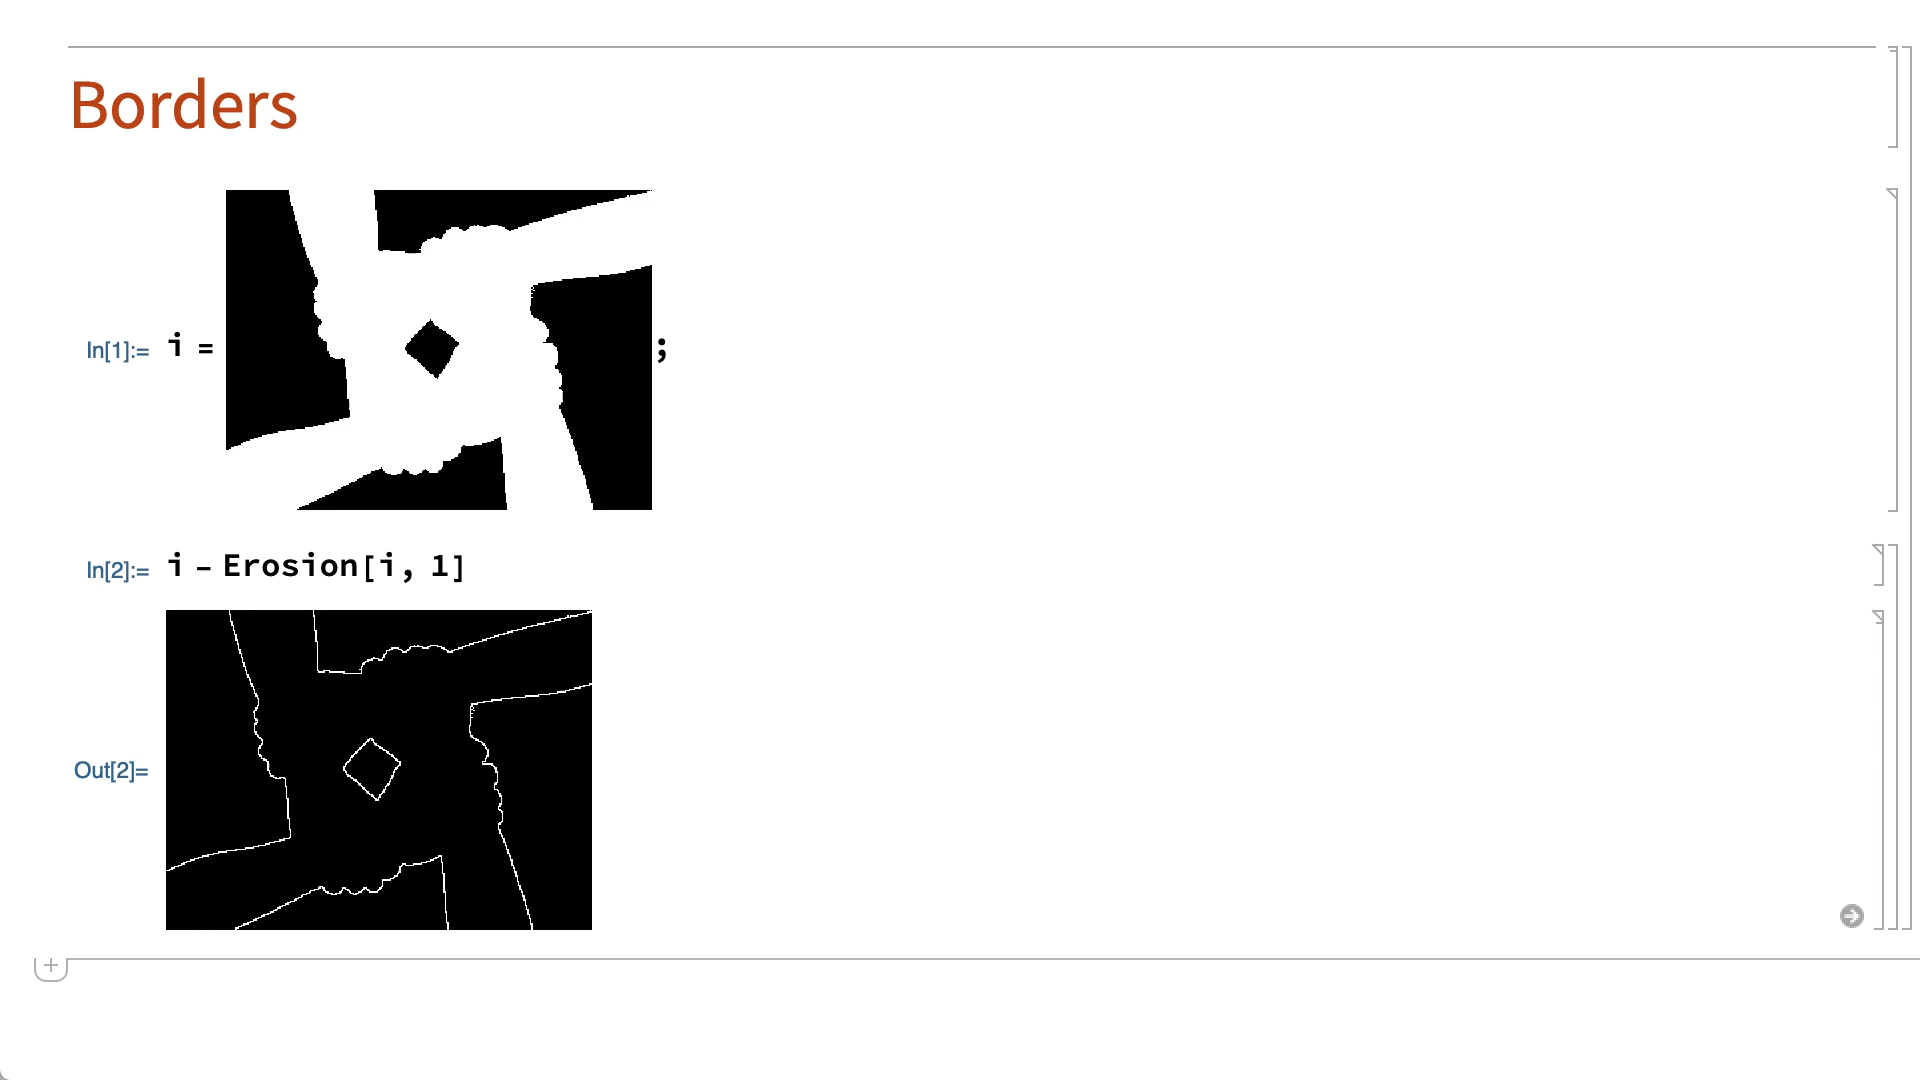 Borders
In[1]:= i = ;
In[2]:= i - Erosion[i, 1]
Out[2]=